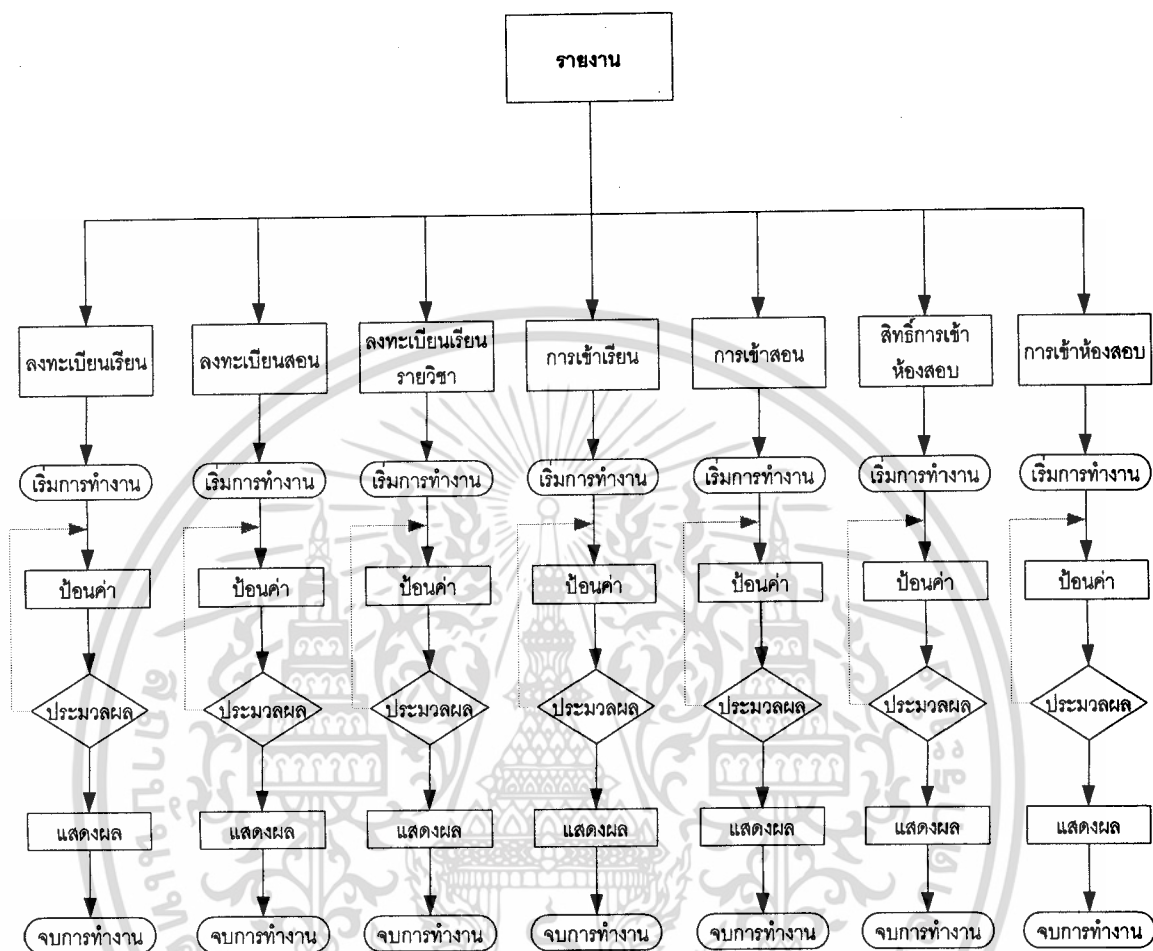 รายงาน
ลงทะเบียนเรียน
ลงทะเบียนสอน
ลงทะเบียนเรียน
รายวิชา
การเข้าเรียน
การเข้าสอน
สิทธิ์การเข้า
ห้องสอบ
การเข้าห้องสอบ
เริ่มการทำงาน
เริ่มการทำงาน
เริ่มการทำงาน
เริ่มการทำงาน
เริ่มการทำงาน
เริ่มการทำงาน
เริ่มการทำงาน
ป้อนค่า
ป้อนค่า
ป้อนค่า
ป้อนค่า
ป้อนค่า
ป้อนค่า
ป้อนค่า
ประมวลผล
ประมวลผล
ประมวลผล
ประมวลผล
ประมวลผล
ประมวลผล
ประมวลผล
แสดงผล
แสดงผล
แสดงผล
แสดงผล
แสดงผล
แสดงผล
แสดงผล
จบการทำงาน
จบการทำงาน
จบการทำงาน
จบการทำงาน
จบการทำงาน
จบการทำงาน
จบการทำงาน